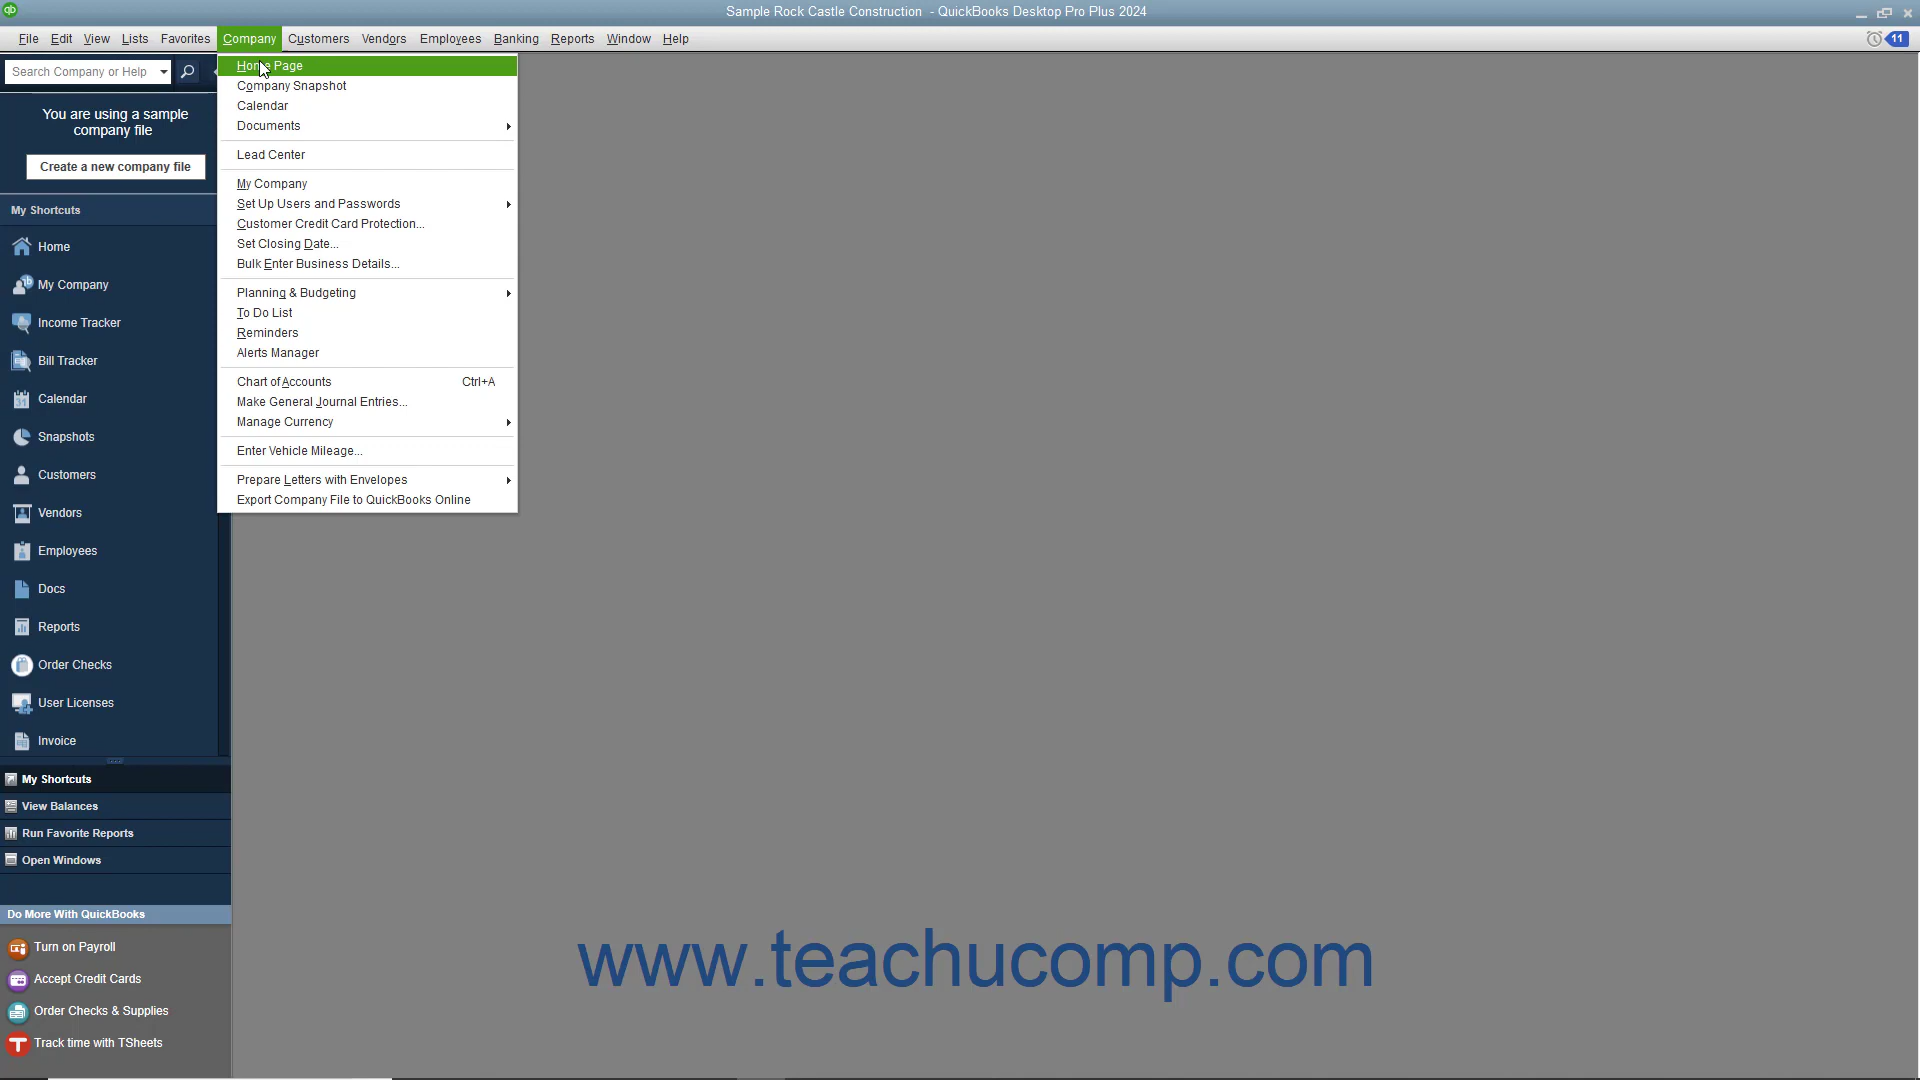 qb
Sample Rock Castle Construction - QuickBooks Desktop Pro Plus 2024
File Edit View Lists Favorites Company Customers Vendors Employees Banking Reports Window Help
11
Search Company or Help
You are using a sample
company file
Create a new company file
My Shortcuts
Home
My Company
Income Tracker
Bill Tracker
Calendar
Snapshots
Customers
Vendors
Employees
Docs
Reports
Order Checks
User Licenses
Invoice
My Shortcuts
View Balances
Run Favorite Reports
Open Windows
Do More With QuickBooks
Turn on Payroll
Accept Credit Cards
Order Checks & Supplies
Track time with TSheets
Home Page
Company Snapshot
Calendar
Documents
Lead Center
My Company
Set Up Users and Passwords
Customer Credit Card Protection...
Set Closing Date...
Bulk Enter Business Details...
Planning & Budgeting
To Do List
Reminders
Alerts Manager
Chart of Accounts Ctrl+A
Make General Journal Entries...
Manage Currency
Enter Vehicle Mileage...
Prepare Letters with Envelopes
Export Company File to QuickBooks Online
www.teachucomp.com